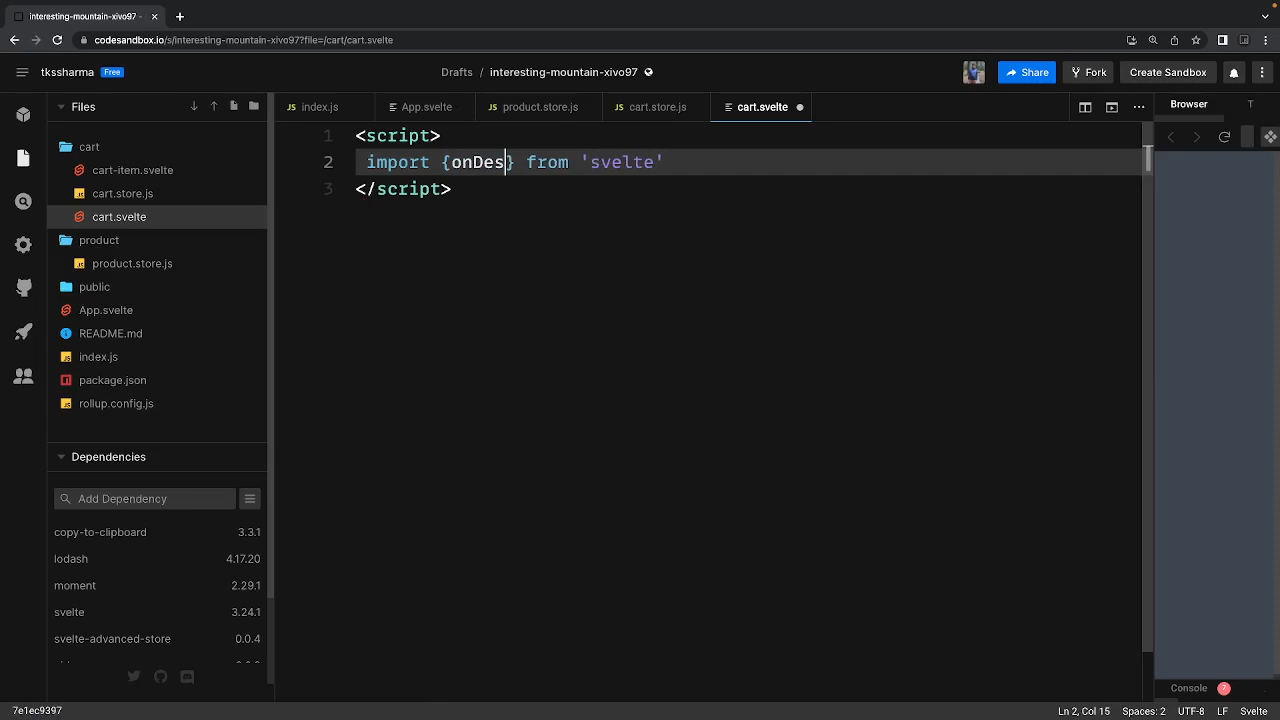 interesting-mountain-xivo97 -
codesandbox.io/s/interesting-mountain-xivo97?file=/cart/cart.svelte
tkssharma Free
Drafts / interesting-mountain-xivo97
Share Fork Create Sandbox
Files
index.js App.svelte product.store.js cart.store.js cart.svelte
Browser T
cart
cart-item.svelte
cart.store.js
cart.svelte
product
product.store.js
public
App.svelte
README.md
index.js
package.json
rollup.config.js
1 <script>
2 import {onDes} from 'svelte'
3 </script>
Dependencies
Add Dependency
copy-to-clipboard 3.3.1
lodash 4.17.20
moment 2.29.1
svelte 3.24.1
svelte-advanced-store 0.0.4
Console 7
7e1ec9397
Ln 2, Col 15 Spaces: 2 UTF-8 LF Svelte